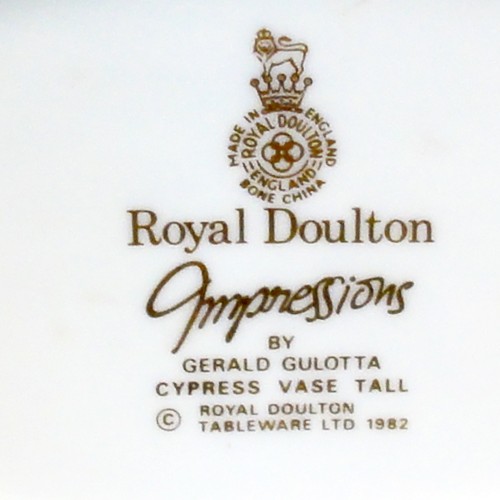 MADE IN ENGLAND
ROYAL DOULTON
ENGLAND
BONE CHINA
Royal Doulton
Impressions
BY
GERALD GULOTTA
CYPRESS VASE TALL
© ROYAL DOULTON
TABLEWARE LTD 1982